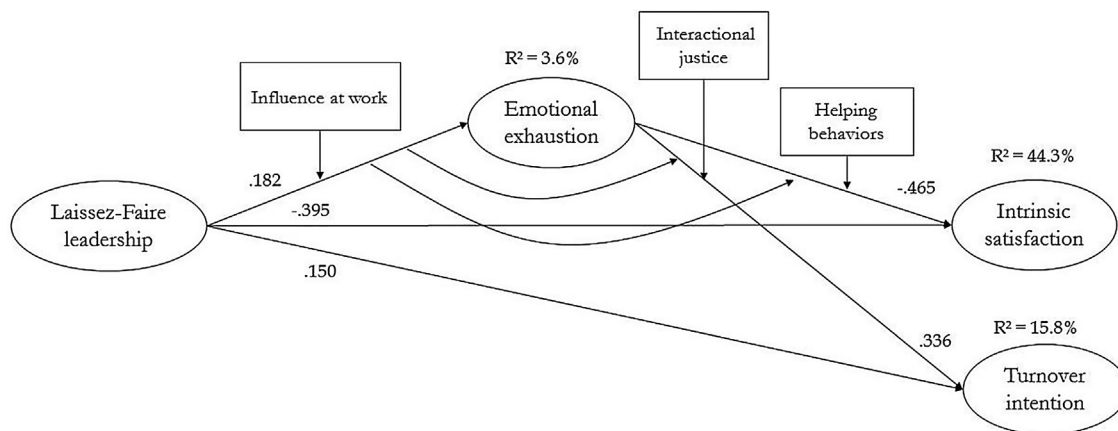 Interactional
justice
R² = 3.6%
Influence at work
Emotional
exhaustion
Helping
behaviors
R² = 44.3%
.182
-.465
-.395
Laissez-Faire
leadership
Intrinsic
satisfaction
.150
R² = 15.8%
.336
Turnover
intention